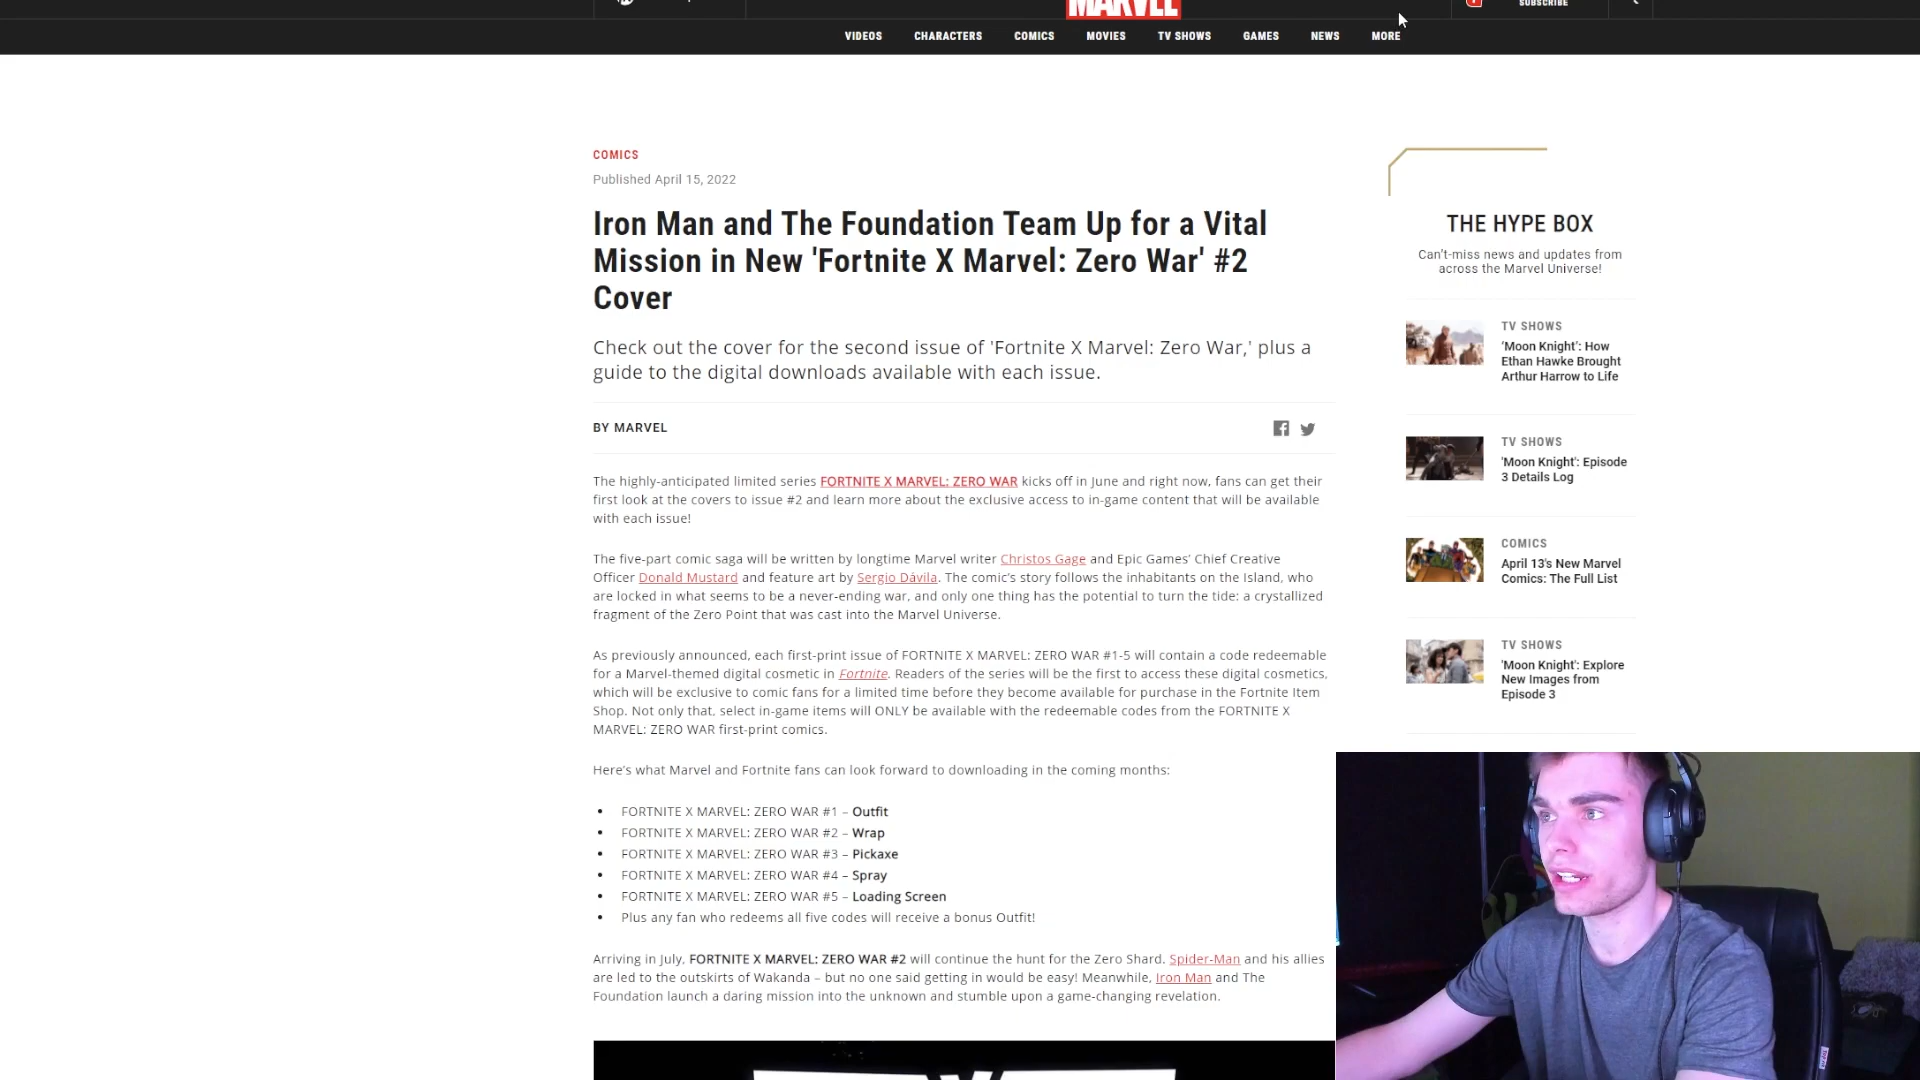 MARVEL
SUBSCRIBE
VIDEOS CHARACTERS COMICS MOVIES TV SHOWS GAMES NEWS MORE
COMICS
Published April 15, 2022
Iron Man and The Foundation Team Up for a Vital
Mission in New 'Fortnite X Marvel: Zero War' #2
Cover
Check out the cover for the second issue of 'Fortnite X Marvel: Zero War,' plus a
guide to the digital downloads available with each issue.
BY MARVEL
The highly-anticipated limited series FORTNITE X MARVEL: ZERO WAR kicks off in June and right now, fans can get their
first look at the covers to issue #2 and learn more about the exclusive access to in-game content that will be available
with each issue!
The five-part comic saga will be written by longtime Marvel writer Christos Gage and Epic Games' Chief Creative
Officer Donald Mustard and feature art by Sergio Dávila. The comic's story follows the inhabitants on the Island, who
are locked in what seems to be a never-ending war, and only one thing has the potential to turn the tide: a crystallized
fragment of the Zero Point that was cast into the Marvel Universe.
As previously announced, each first-print issue of FORTNITE X MARVEL: ZERO WAR #1-5 will contain a code redeemable
for a Marvel-themed digital cosmetic in Fortnite. Readers of the series will be the first to access these digital cosmetics,
which will be exclusive to comic fans for a limited time before they become available for purchase in the Fortnite Item
Shop. Not only that, select in-game items will ONLY be available with the redeemable codes from the FORTNITE X
MARVEL: ZERO WAR first-print comics.
Here's what Marvel and Fortnite fans can look forward to downloading in the coming months:
• FORTNITE X MARVEL: ZERO WAR #1 – Outfit
• FORTNITE X MARVEL: ZERO WAR #2 – Wrap
• FORTNITE X MARVEL: ZERO WAR #3 – Pickaxe
• FORTNITE X MARVEL: ZERO WAR #4 – Spray
• FORTNITE X MARVEL: ZERO WAR #5 – Loading Screen
• Plus any fan who redeems all five codes will receive a bonus Outfit!
Arriving in July, FORTNITE X MARVEL: ZERO WAR #2 will continue the hunt for the Zero Shard. Spider-Man and his allies
are led to the outskirts of Wakanda – but no one said getting in would be easy! Meanwhile, Iron Man and The
Foundation launch a daring mission into the unknown and stumble upon a game-changing revelation.
THE HYPE BOX
Can't-miss news and updates from
across the Marvel Universe!
TV SHOWS
'Moon Knight': How
Ethan Hawke Brought
Arthur Harrow to Life
TV SHOWS
'Moon Knight': Episode
3 Details Log
COMICS
April 13's New Marvel
Comics: The Full List
TV SHOWS
'Moon Knight': Explore
New Images from
Episode 3